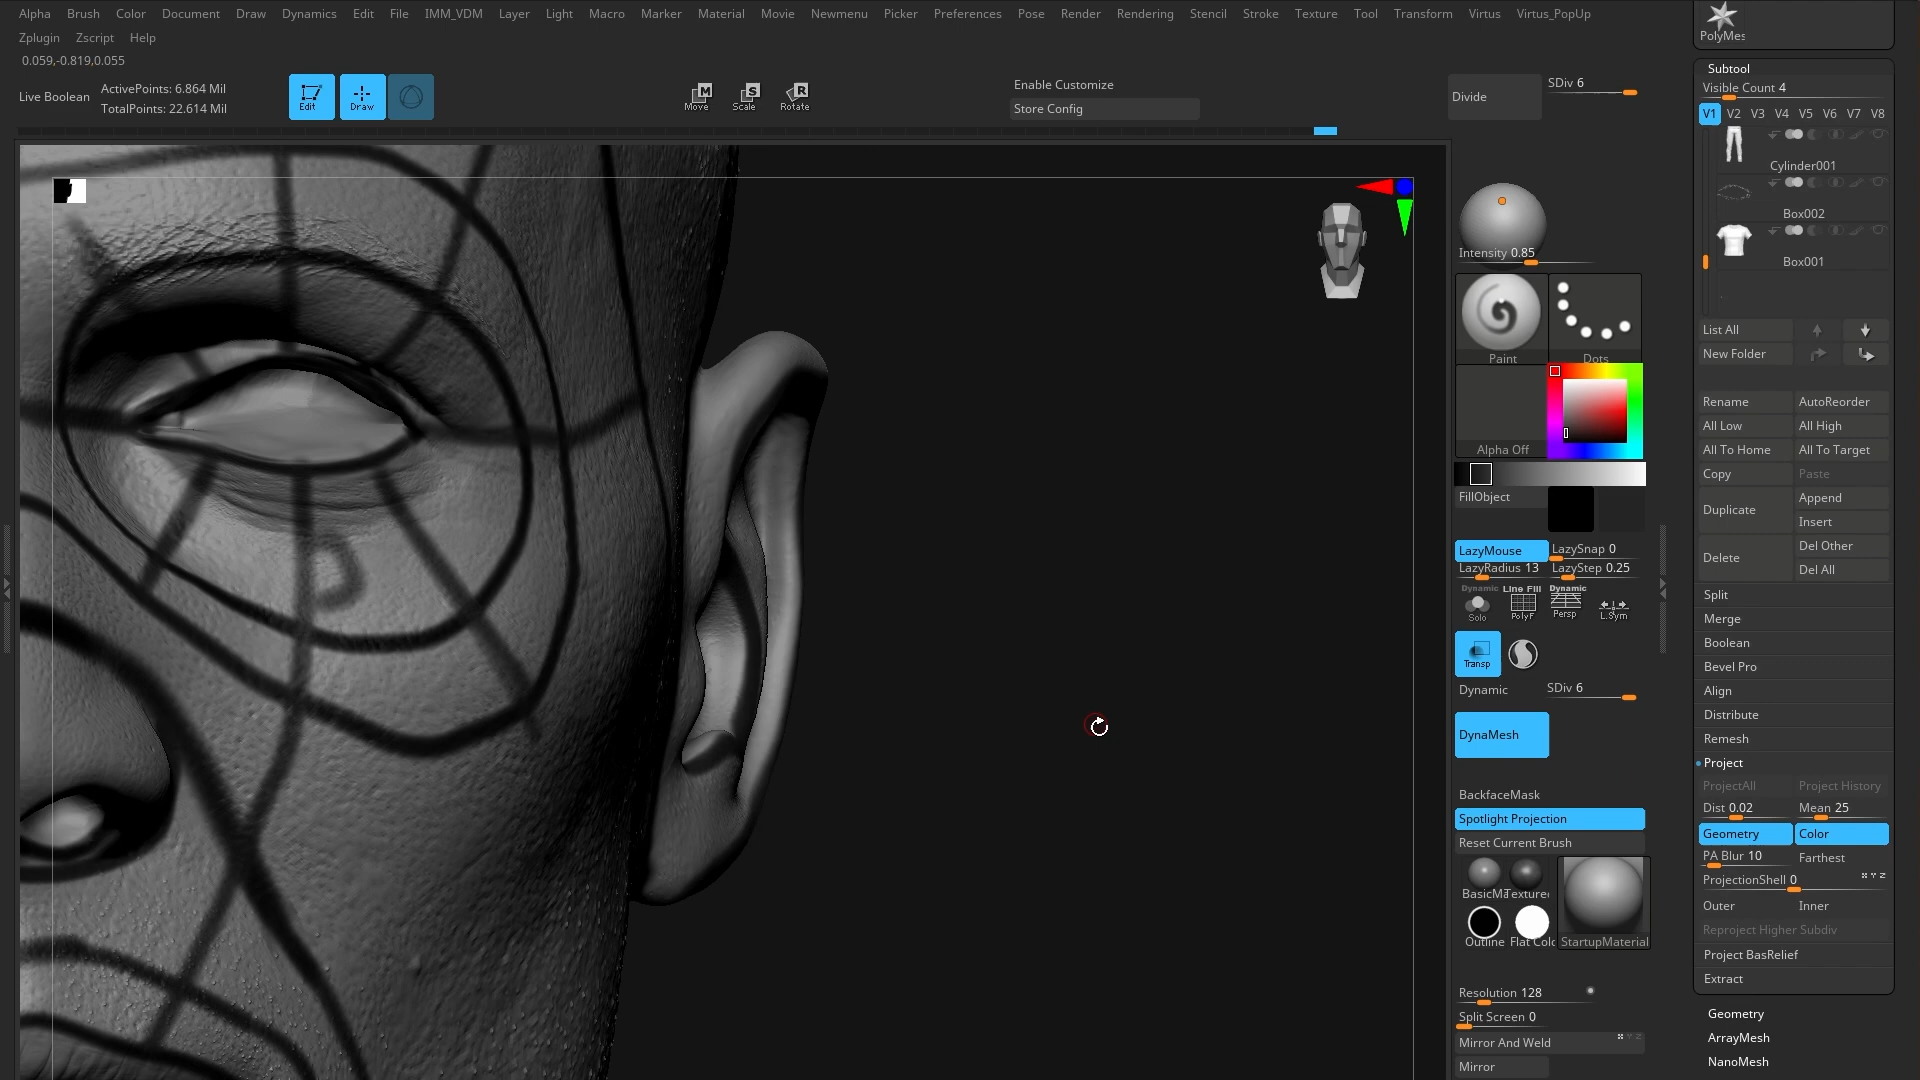 Alpha Brush Color Document Draw Dynamics Edit File IMM_VDM Layer Light Macro Marker Material Movie Newmenu Picker Preferences Pose Render Rendering Stencil Stroke Texture Tool Transform Virtus Virtus_PopUp
Zplugin Zscript Help
0.059,-0.819,0.055
Live Boolean
ActivePoints: 6.864 Mil
TotalPoints: 22.614 Mil
Edit
Draw
M
Move
S
Scale
R
Rotate
Enable Customize
Store Config
Divide
SDiv 6
Intensity 0.85
Paint
Dots
Alpha Off
FillObject
LazyMouse
LazySnap 0
LazyRadius 13
LazyStep 0.25
Dynamic
Solo
Line Fill
PolyF
Dynamic
Persp
L.Sym
Transp
Dynamic
SDiv 6
DynaMesh
BackfaceMask
Spotlight Projection
Reset Current Brush
BasicMa
Texture
Outline
Flat Colo
StartupMaterial
Resolution 128
Split Screen 0
Mirror And Weld
Mirror
PolyMes
Subtool
Visible Count 4
V1 V2 V3 V4 V5 V6 V7 V8
Cylinder001
Box002
Box001
List All
New Folder
Rename
AutoReorder
All Low
All High
All To Home
All To Target
Copy
Paste
Duplicate
Append
Insert
Delete
Del Other
Del All
Split
Merge
Boolean
Bevel Pro
Align
Distribute
Remesh
Project
ProjectAll
Project History
Dist 0.02
Mean 25
Geometry
Color
PA Blur 10
Farthest
ProjectionShell 0
Outer
Inner
Reproject Higher Subdiv
Project BasRelief
Extract
Geometry
ArrayMesh
NanoMesh